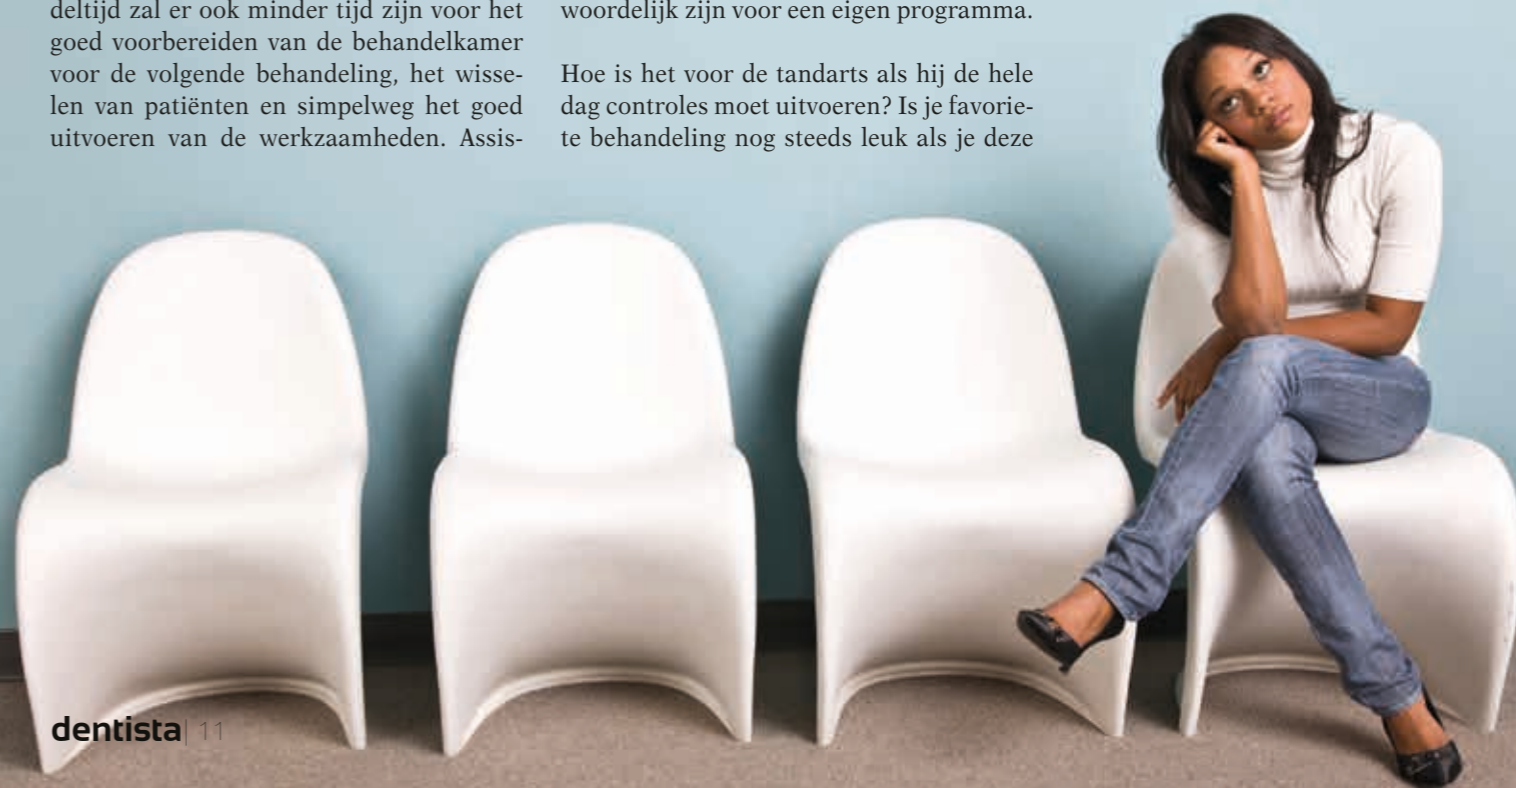 deltijd zal er ook minder tijd zijn voor het
goed voorbereiden van de behandelkamer
voor de volgende behandeling, het wisse-
len van patiënten en simpelweg het goed
uitvoeren van de werkzaamheden. Assis-
woordelijk zijn voor een eigen programma.
Hoe is het voor de tandarts als hij de hele
dag controles moet uitvoeren? Is je favorie-
te behandeling nog steeds leuk als je deze
dentista| 11